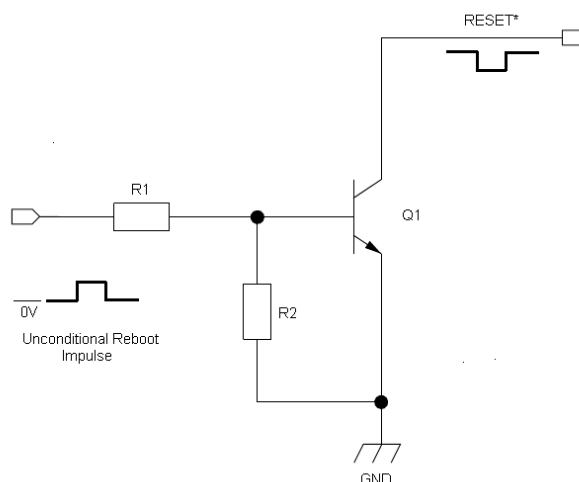 RESET*
R1
Q1
0V
R2
Unconditional Reboot
Impulse
GND